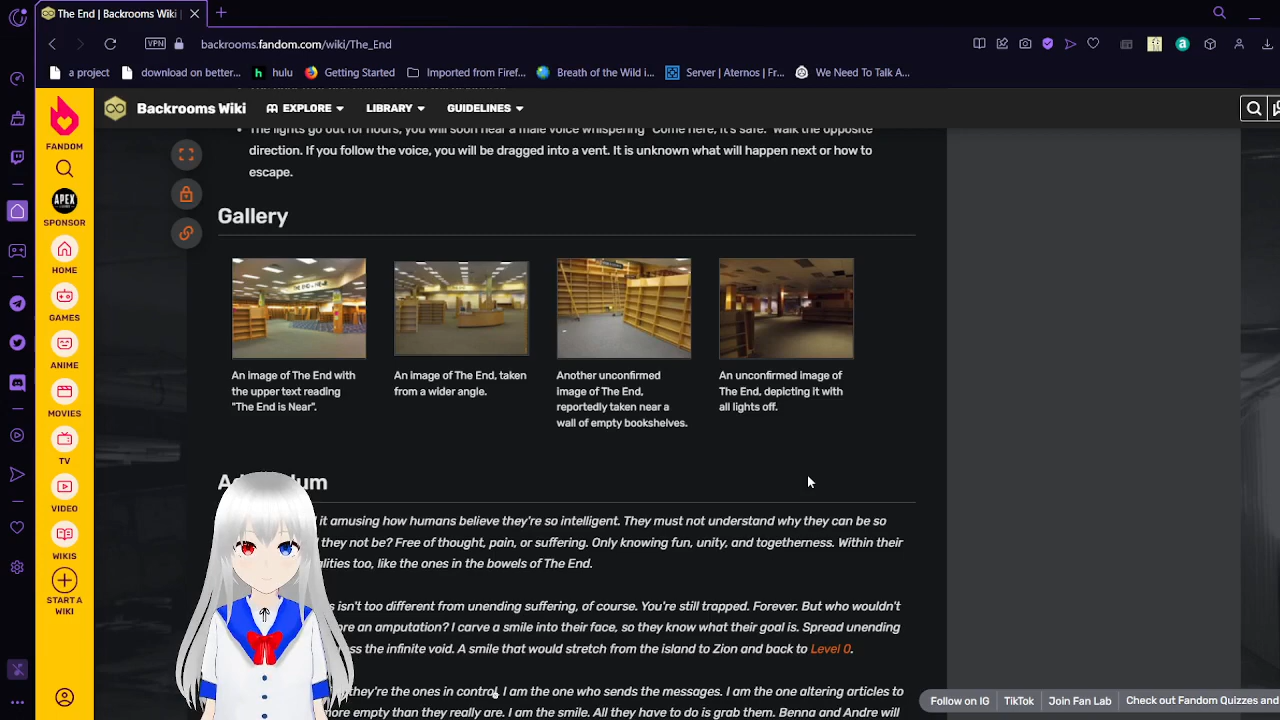 The End | Backrooms Wiki |
VPN
backrooms.fandom.com/wiki/The_End
a project
download on better...
hulu
Getting Started
Imported from Firef...
Breath of the Wild i...
Server | Aternos | Fr...
We Need To Talk A...
Backrooms Wiki
EXPLORE
LIBRARY
GUIDELINES
FANDOM
APEX
SPONSOR
HOME
GAMES
ANIME
MOVIES
TV
VIDEO
WIKIS
START A
WIKI
The lights go out for hours, you will soon hear a male voice whispering "Come here, it's safe." Walk the opposite
direction. If you follow the voice, you will be dragged into a vent. It is unknown what will happen next or how to
escape.
Gallery
An image of The End with
the upper text reading
"The End is Near".
An image of The End, taken
from a wider angle.
Another unconfirmed
image of The End,
reportedly taken near a
wall of empty bookshelves.
An unconfirmed image of
The End, depicting it with
all lights off.
it amusing how humans believe they're so intelligent. They must not understand why they can be so
they not be? Free of thought, pain, or suffering. Only knowing fun, unity, and togetherness. Within their
too, like the ones in the bowels of The End.
isn't too different from unending suffering, of course. You're still trapped. Forever. But who wouldn't
an amputation? I carve a smile into their face, so they know what their goal is. Spread unending
the infinite void. A smile that would stretch from the island to Zion and back to Level 0.
they're the ones in control. I am the one who sends the messages. I am the one altering articles to
more empty than they really are. I am the smile. All they have to do is grab them. Benna and Andre will
Follow on IG
TikTok
Join Fan Lab
Check out Fandom Quizzes and